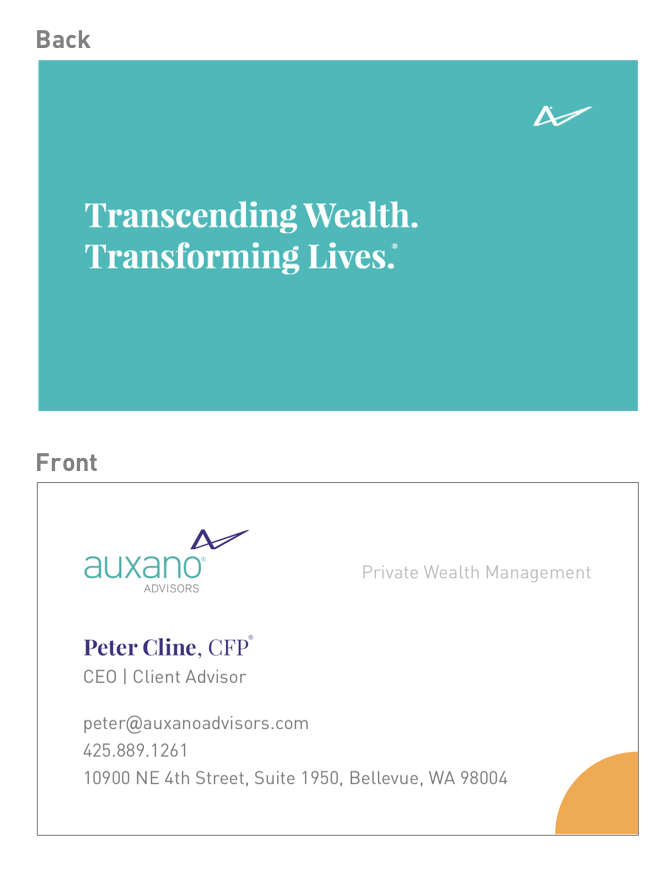 Back
Transcending Wealth.
Transforming Lives.®
Front
auxano®
ADVISORS
Private Wealth Management
Peter Cline, CFP®
CEO | Client Advisor
peter@auxanoadvisors.com
425.889.1261
10900 NE 4th Street, Suite 1950, Bellevue, WA 98004